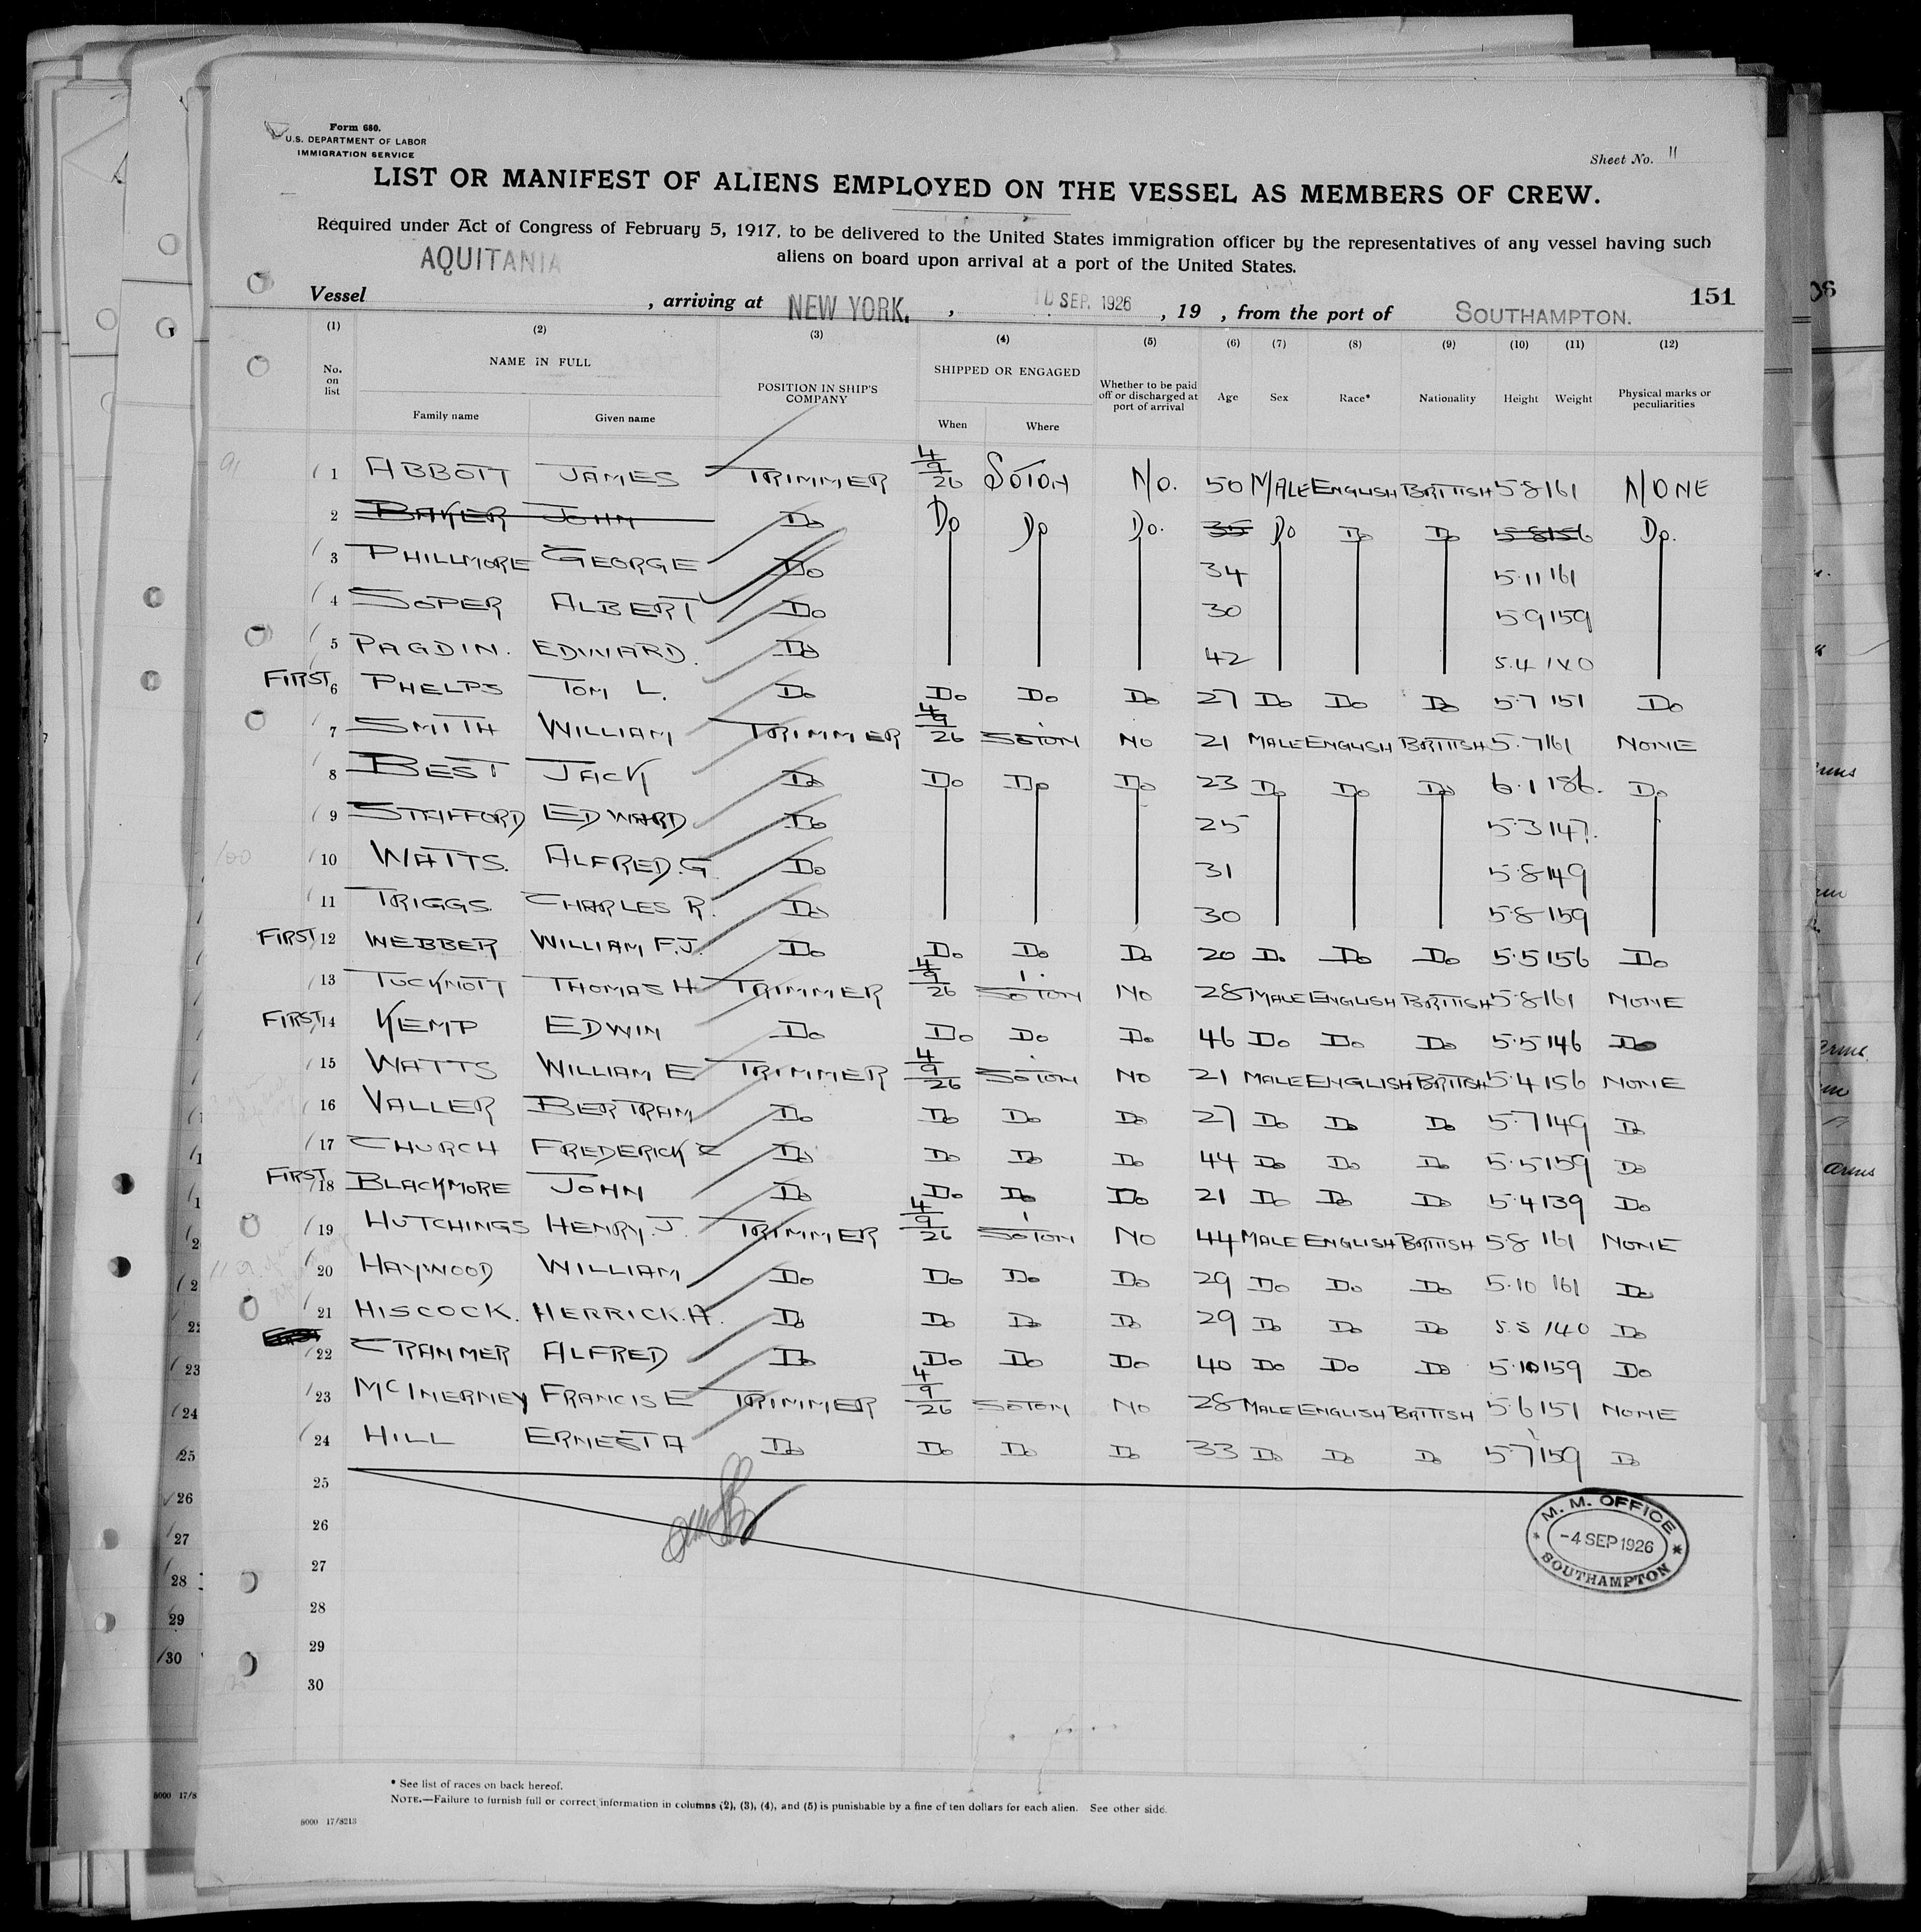 Form 680.
U.S. DEPARTMENT OF LABOR
IMMIGRATION SERVICE
Sheet No. 11
LIST OR MANIFEST OF ALIENS EMPLOYED ON THE VESSEL AS MEMBERS OF CREW.
Required under Act of Congress of February 5, 1917, to be delivered to the United States immigration officer by the representatives of any vessel having such
aliens on board upon arrival at a port of the United States.
AQUITANIA
151
Vessel , arriving at NEW YORK. , 10 SEP. 1926 , 19 , from the port of SOUTHAMPTON.
(1) (2) (3) (4) (5) (6) (7) (8) (9) (10) (11) (12)
No. on list NAME IN FULL Family name Given name POSITION IN SHIP'S COMPANY SHIPPED OR ENGAGED When Where Whether to be paid off or discharged at port of arrival Age Sex Race* Nationality Height Weight Physical marks or peculiarities
1 ABBOTT JAMES TRIMMER 4/9/26 SOTON NO. 50 MALE ENGLISH BRITISH 5 8 161 NONE
2 BAKER JOHN Do Do Do Do. 35 Do Do Do 5 8 156 Do.
3 PHILLMORE GEORGE Do 34 5.11 161
4 SOPER ALBERT Do 30 5 9 159
5 PAGDIN. EDWARD. Do 42 5.4 140
FIRST 6 PHELPS TOM L. Do Do Do Do 27 Do Do Do 5.7 151 Do
7 SMITH WILLIAM TRIMMER 4/9/26 SOTON NO 21 MALE ENGLISH BRITISH 5.7 161 NONE
8 BEST JACK Do Do Do Do 23 Do Do Do 6.1 186. Do
9 STAFFORD EDWARD Do 25 5.3 147.
10 WATTS. ALFRED. G. Do 31 5.8 149
11 TRIGGS. CHARLES R. Do 30 5.8 159
FIRST 12 WEBBER WILLIAM F.J. Do Do Do Do 20 Do Do Do 5.5 156 Do
13 TUCKNOTT THOMAS H TRIMMER 4/9/26 SOTON NO 28 MALE ENGLISH BRITISH 5.8 161 NONE
FIRST 14 KEMP EDWIN Do Do Do Do 46 Do Do Do 5.5 146 Do
15 WATTS WILLIAM E TRIMMER 4/9/26 SOTON NO 21 MALE ENGLISH BRITISH 5.4 156 NONE
16 VALLER BERTRAM Do Do Do Do 27 Do Do Do 5.7 149 Do
17 CHURCH FREDERICK C Do Do Do Do 44 Do Do Do 5.5 159 Do
FIRST 18 BLACKMORE JOHN Do Do Do Do 21 Do Do Do 5.4 139 Do
19 HUTCHINGS HENRY. J. TRIMMER 4/9/26 SOTON NO 44 MALE ENGLISH BRITISH 5.8 161 NONE
20 HAYWOOD WILLIAM Do Do Do Do 29 Do Do Do 5.10 161 Do
21 HISCOCK. HERRICK. A. Do Do Do Do 29 Do Do Do 5.5 140 Do
22 CRANMER ALFRED Do Do Do Do 40 Do Do Do 5.10 159 Do
23 MCINERNEY FRANCIS E TRIMMER 4/9/26 SOTON NO 28 MALE ENGLISH BRITISH 5.6 151 NONE
24 HILL ERNEST A Do Do Do Do 33 Do Do Do 5.7 159 Do
25
26
27
28
29
30
M. M. OFFICE
-4 SEP 1926
SOUTHAMPTON
* See list of races on back hereof.
NOTE.—Failure to furnish full or correct information in columns (2), (3), (4), and (5) is punishable by a fine of ten dollars for each alien. See other side.
5000 17/8213